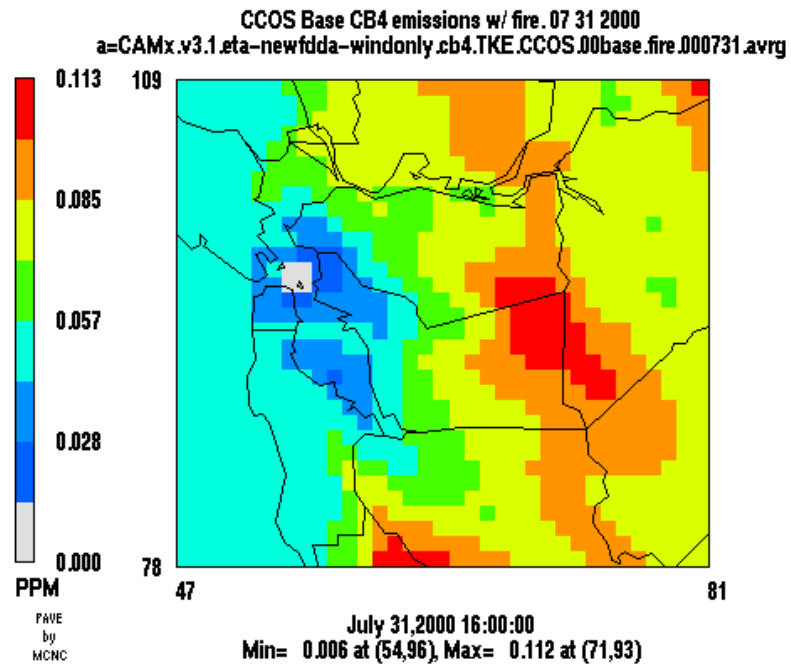 CCOS Base CB4 emissions w/ fire. 07 31 2000
a=CAMx.v3.1.eta-newfdda-windonly.cb4.TKE.CCOS.00base.fire.000731.avrg
0.113
0.085
0.057
0.028
0.000
PPM
PAVE
by
MCNC
109
78
47
81
July 31,2000 16:00:00
Min= 0.006 at (54,96), Max= 0.112 at (71,93)